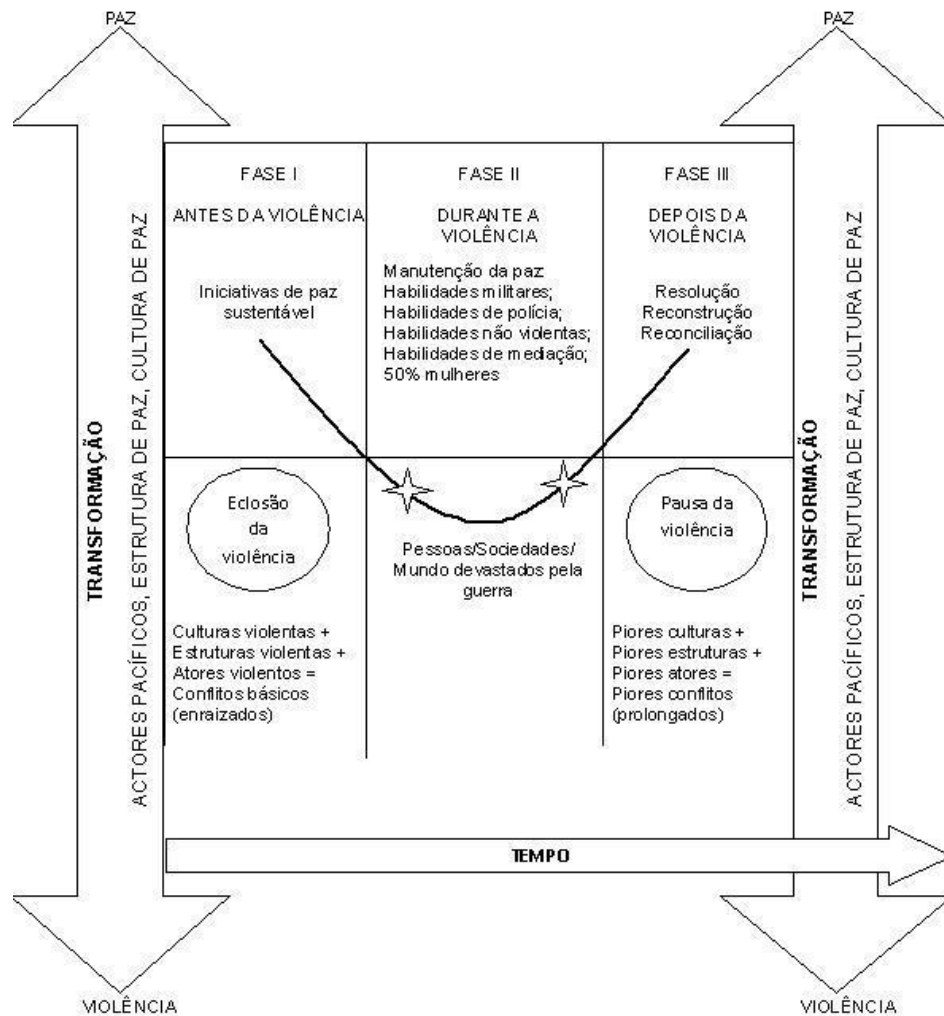 PAZ
PAZ
TRANSFORMAÇÃO
ACTORES PACÍFICOS, ESTRUTURA DE PAZ, CULTURA DE PAZ
FASE I
ANTES DA VIOLÊNCIA
Iniciativas de paz
sustentável
Eclosão
da
violência
Culturas violentas +
Estruturas violentas +
Atores violentos =
Conflitos básicos
(enraizados)
FASE II
DURANTE A
VIOLÊNCIA
Manutenção da paz
Habilidades militares;
Habilidades de polícia;
Habilidades não violentas;
Habilidades de mediação;
50% mulheres
Pessoas/Sociedades/
Mundo devastados pela
guerra
FASE III
DEPOIS DA
VIOLÊNCIA
Resolução
Reconstrução
Reconciliação
Pausa da
violência
Piores culturas +
Piores estruturas +
Piores atores =
Piores conflitos
(prolongados)
TRANSFORMAÇÃO
ACTORES PACÍFICOS, ESTRUTURA DE PAZ, CULTURA DE PAZ
TEMPO
VIOLÊNCIA
VIOLÊNCIA